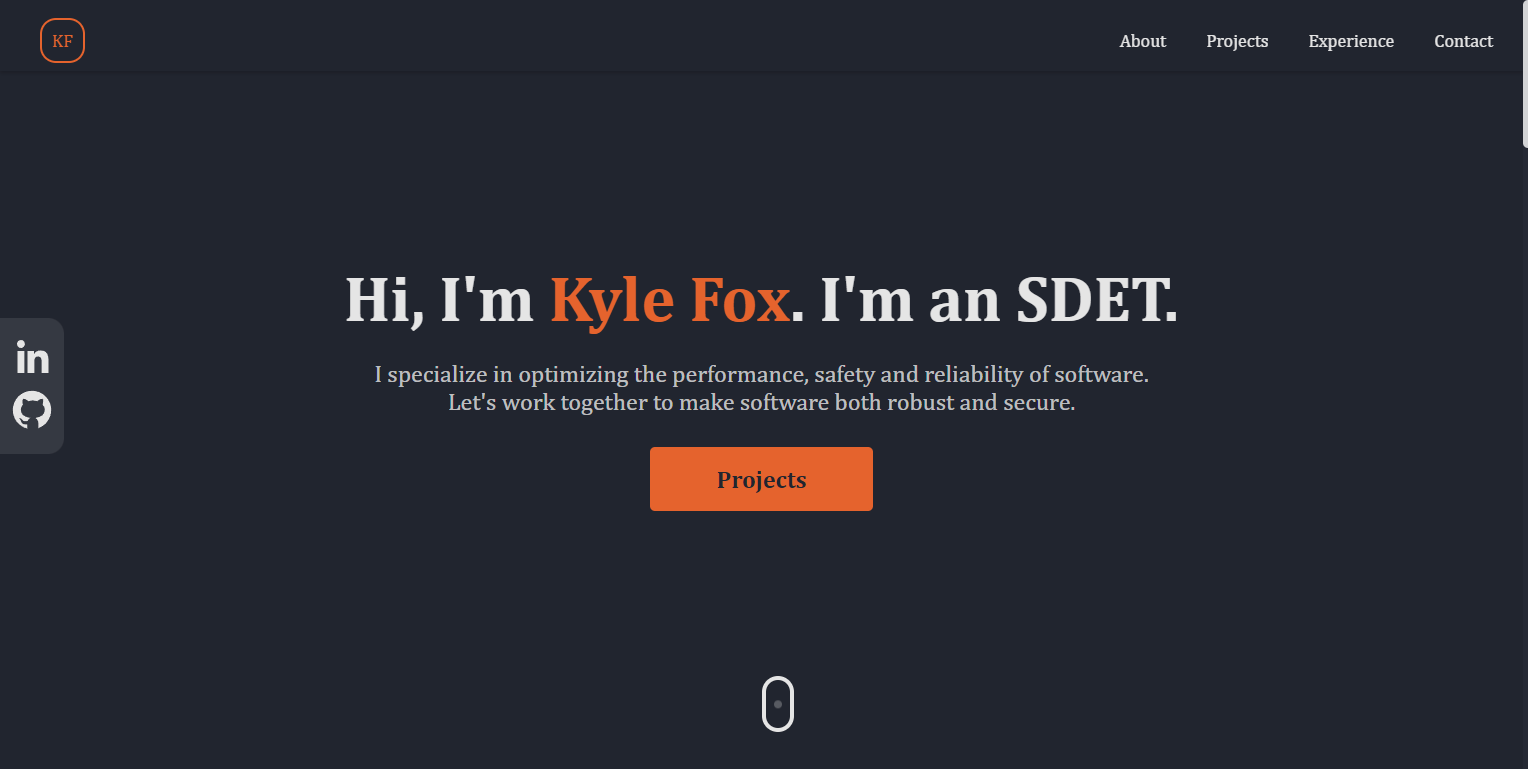 KF
About
Projects
Experience
Contact
Hi, I'm Kyle Fox. I'm an SDET.
in
I specialize in optimizing the performance, safety and reliability of software.
Let's work together to make software both robust and secure.
Projects